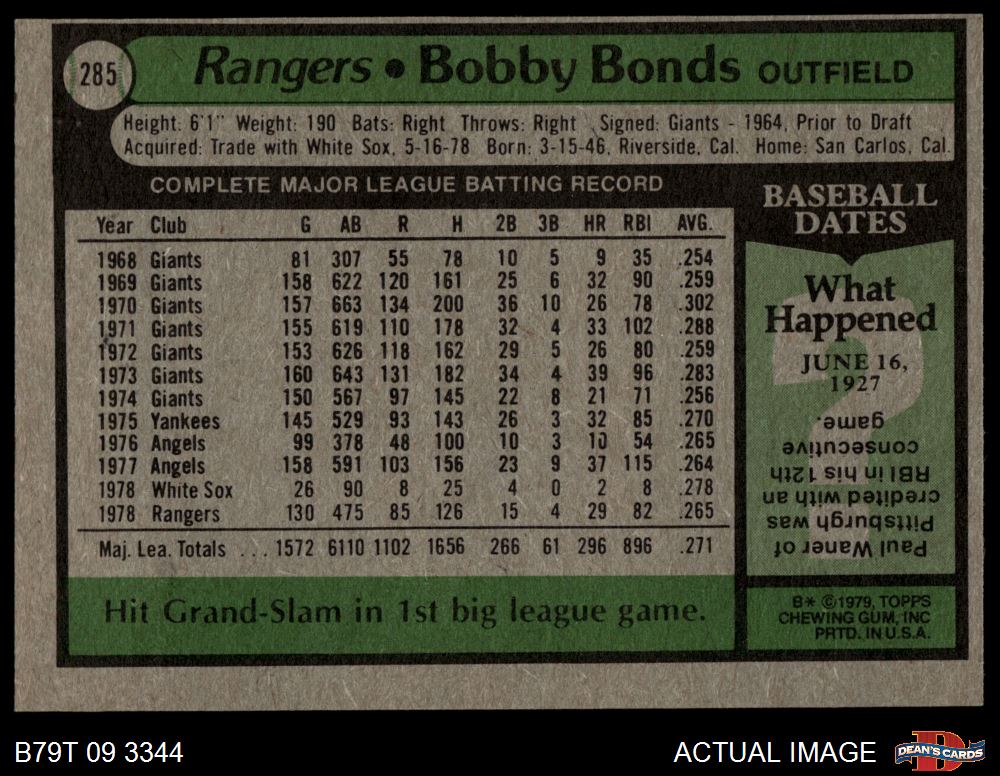 285
Rangers • Bobby Bonds OUTFIELD
Height: 6'1" Weight: 190 Bats: Right Throws: Right Signed: Giants - 1964, Prior to Draft
Acquired: Trade with White Sox, 5-16-78 Born: 3-15-46, Riverside, Cal. Home: San Carlos, Cal.
COMPLETE MAJOR LEAGUE BATTING RECORD
Year Club G AB R H 2B 3B HR RBI AVG.
1968 Giants 81 307 55 78 10 5 9 35 .254
1969 Giants 158 622 120 161 25 6 32 90 .259
1970 Giants 157 663 134 200 36 10 26 78 .302
1971 Giants 155 619 110 178 32 4 33 102 .288
1972 Giants 153 626 118 162 29 5 26 80 .259
1973 Giants 160 643 131 182 34 4 39 96 .283
1974 Giants 150 567 97 145 22 8 21 71 .256
1975 Yankees 145 529 93 143 26 3 32 85 .270
1976 Angels 99 378 48 100 10 3 10 54 .265
1977 Angels 158 591 103 156 23 9 37 115 .264
1978 White Sox 26 90 8 25 4 0 2 8 .278
1978 Rangers 130 475 85 126 15 4 29 82 .265
Maj. Lea. Totals ... 1572 6110 1102 1656 266 61 296 896 .271
Hit Grand-Slam in 1st big league game.
BASEBALL
DATES
What
Happened
JUNE 16,
1927
?
Paul Waner of
Pittsburgh was
credited with an
RBI in his 12th
consecutive
game.
B* ©1979, TOPPS
CHEWING GUM, INC
PRTD. IN U.S.A.
B79T 09 3344
ACTUAL IMAGE
D
DEAN'S CARDS